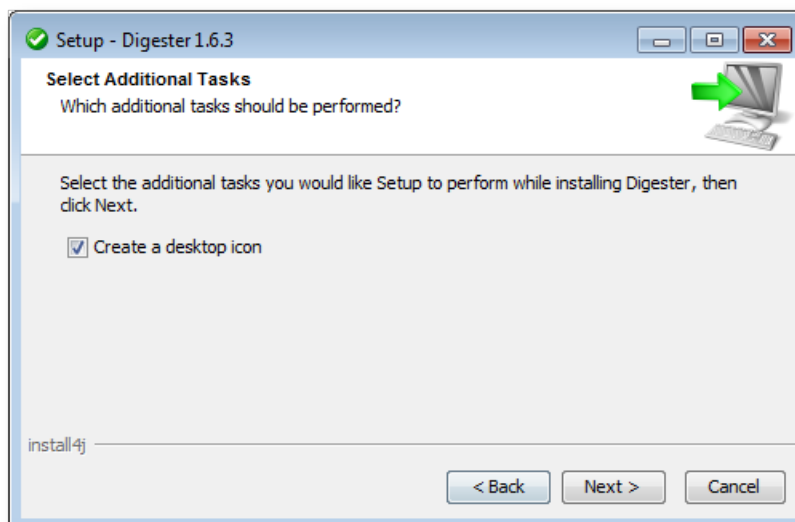 Setup - Digester 1.6.3
Select Additional Tasks
Which additional tasks should be performed?
Select the additional tasks you would like Setup to perform while installing Digester, then
click Next.
Create a desktop icon
install4j
< Back
Next >
Cancel